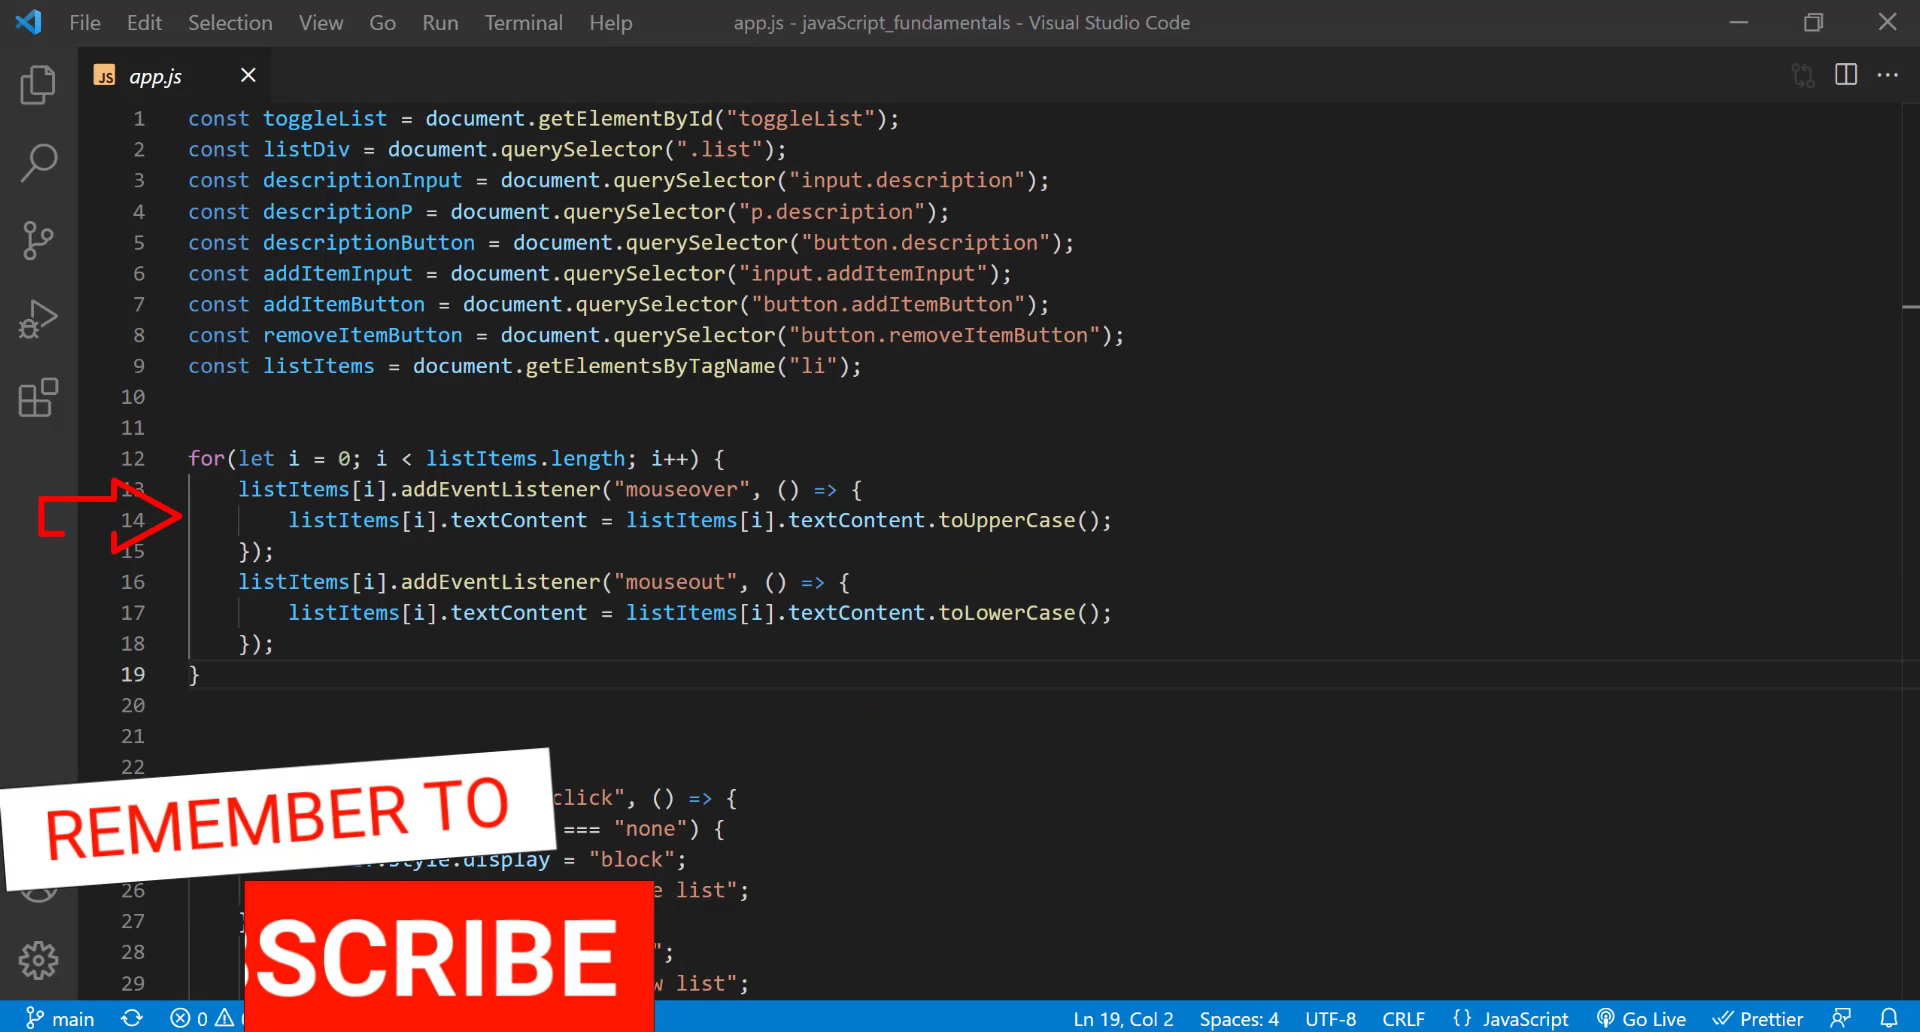 File Edit Selection View Go Run Terminal Help app.js - javaScript_fundamentals - Visual Studio Code
JS app.js
1 const toggleList = document.getElementById("toggleList");
2 const listDiv = document.querySelector(".list");
3 const descriptionInput = document.querySelector("input.description");
4 const descriptionP = document.querySelector("p.description");
5 const descriptionButton = document.querySelector("button.description");
6 const addItemInput = document.querySelector("input.addItemInput");
7 const addItemButton = document.querySelector("button.addItemButton");
8 const removeItemButton = document.querySelector("button.removeItemButton");
9 const listItems = document.getElementsByTagName("li");
10
11
12 for(let i = 0; i < listItems.length; i++) {
13 listItems[i].addEventListener("mouseover", () => {
14 listItems[i].textContent = listItems[i].textContent.toUpperCase();
15 });
16 listItems[i].addEventListener("mouseout", () => {
17 listItems[i].textContent = listItems[i].textContent.toLowerCase();
18 });
19 }
20
21
22
click", () => {
=== "none") {
.display = "block";
REMEMBER TO
26 list";
27 }
28 ";
29 list";
SCRIBE
main 0 Ln 19, Col 2 Spaces: 4 UTF-8 CRLF {} JavaScript Go Live Prettier